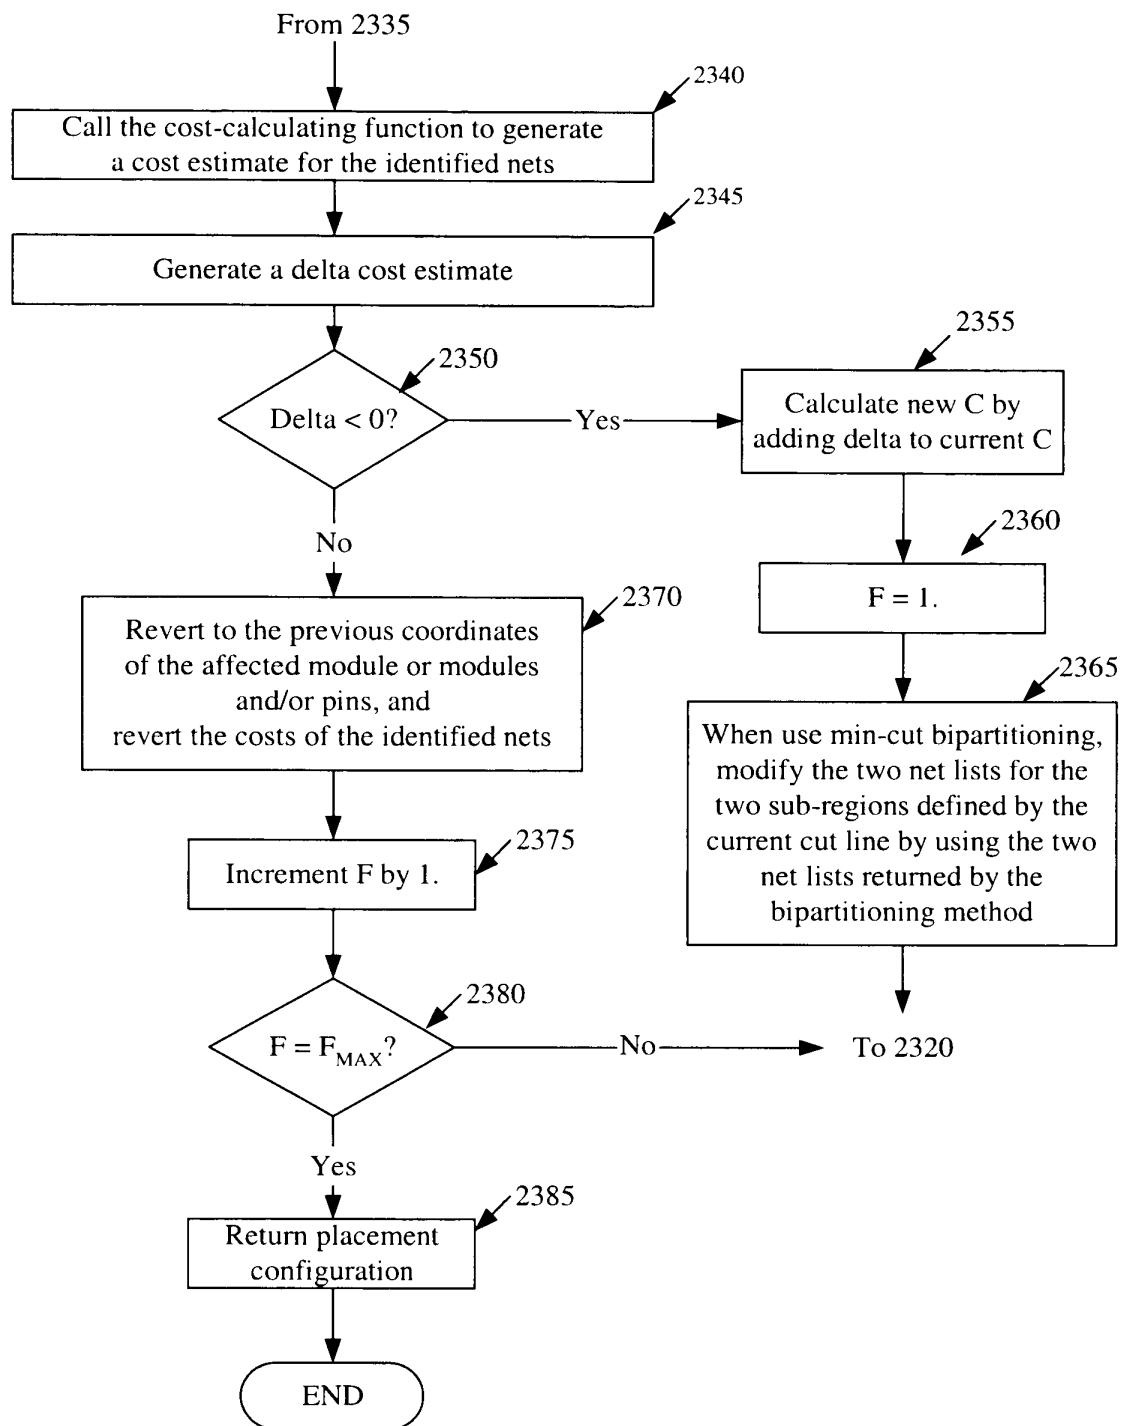 From 2335
2340
Call the cost-calculating function to generate
a cost estimate for the identified nets
2345
Generate a delta cost estimate
2350
Delta < 0?
Yes
2355
Calculate new C by
adding delta to current C
2360
F = 1.
2365
When use min-cut bipartitioning,
modify the two net lists for the
two sub-regions defined by the
current cut line by using the two
net lists returned by the
bipartitioning method
No
2370
Revert to the previous coordinates
of the affected module or modules
and/or pins, and
revert the costs of the identified nets
2375
Increment F by 1.
2380
F = FMAX?
No
To 2320
Yes
2385
Return placement
configuration
END